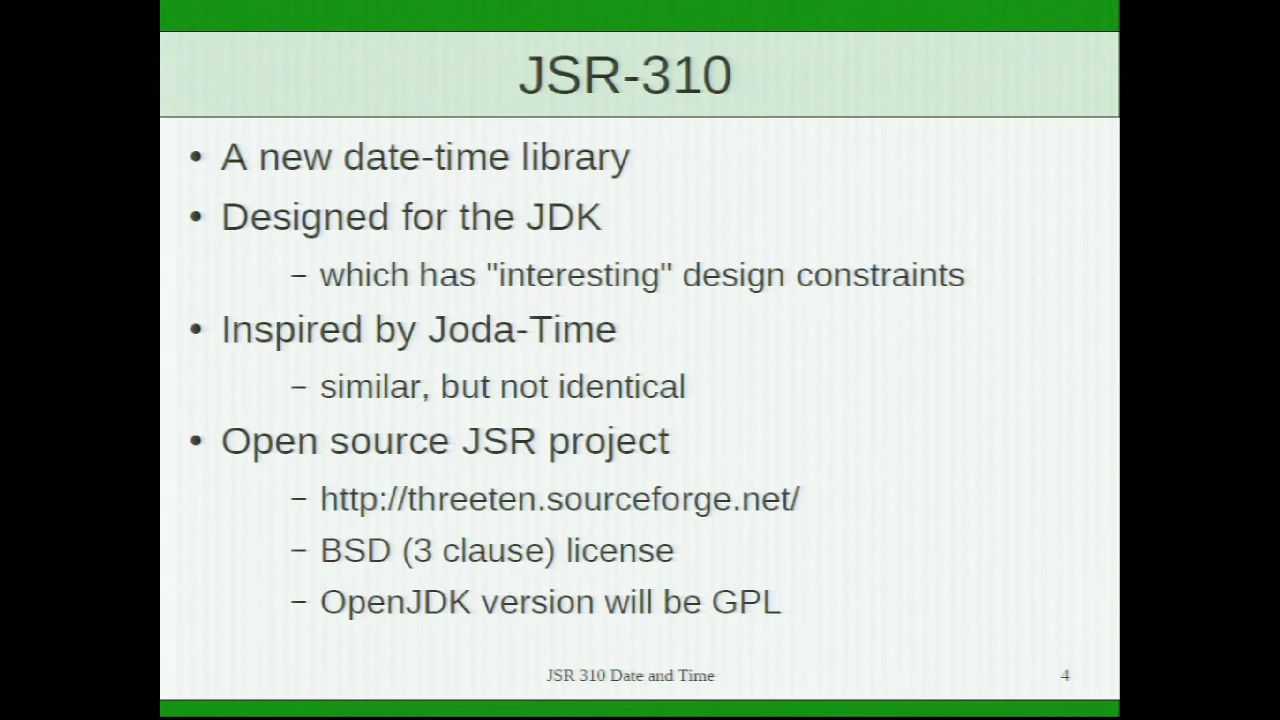 JSR-310
• A new date-time library
• Designed for the JDK
– which has "interesting" design constraints
• Inspired by Joda-Time
– similar, but not identical
• Open source JSR project
– http://threeten.sourceforge.net/
– BSD (3 clause) license
– OpenJDK version will be GPL
JSR 310 Date and Time
4